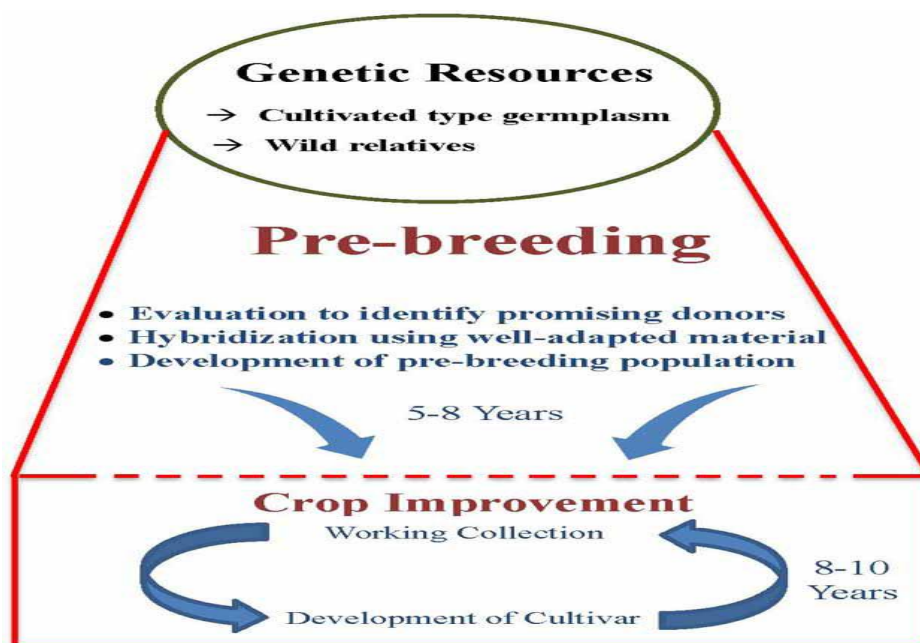 Genetic Resources
→ Cultivated type germplasm
→ Wild relatives
Pre-breeding
• Evaluation to identify promising donors
• Hybridization using well-adapted material
• Development of pre-breeding population
5-8 Years
Crop Improvement
Working Collection
8-10
Years
Development of Cultivar